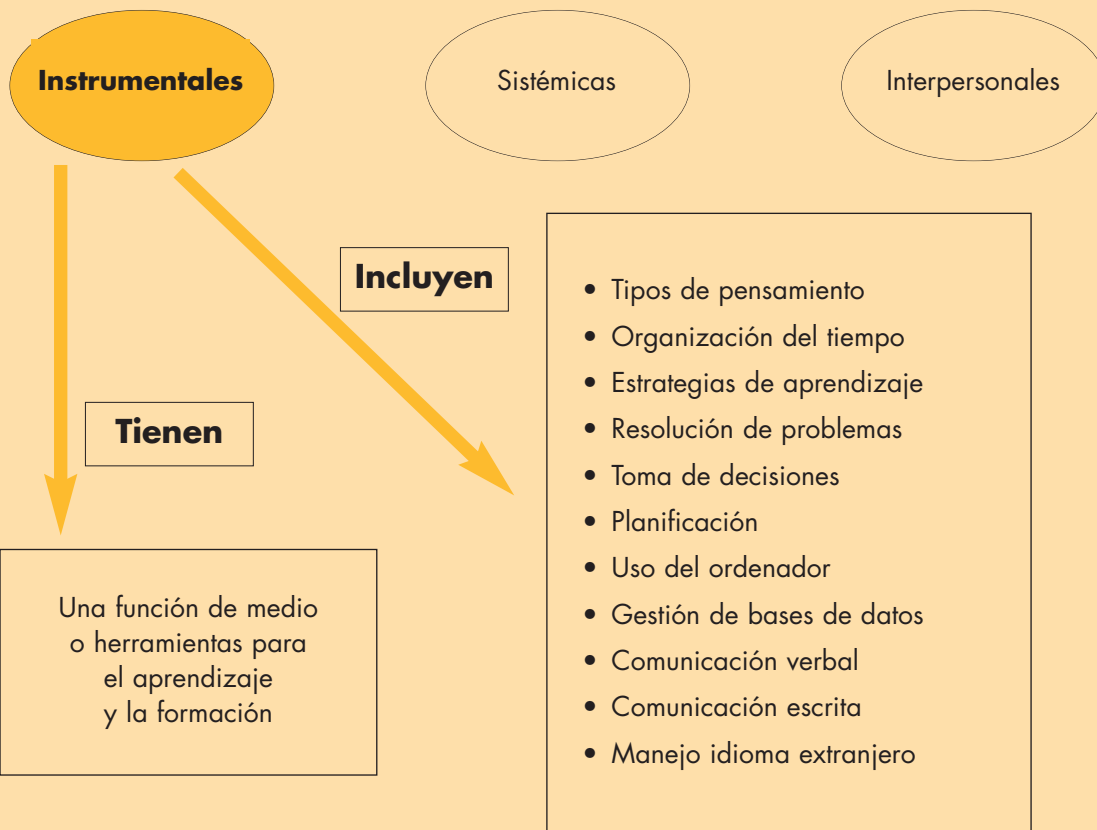 Instrumentales
Sistémicas
Interpersonales
Incluyen
Tienen
Una función de medio
o herramientas para
el aprendizaje
y la formación
• Tipos de pensamiento
• Organización del tiempo
• Estrategias de aprendizaje
• Resolución de problemas
• Toma de decisiones
• Planificación
• Uso del ordenador
• Gestión de bases de datos
• Comunicación verbal
• Comunicación escrita
• Manejo idioma extranjero